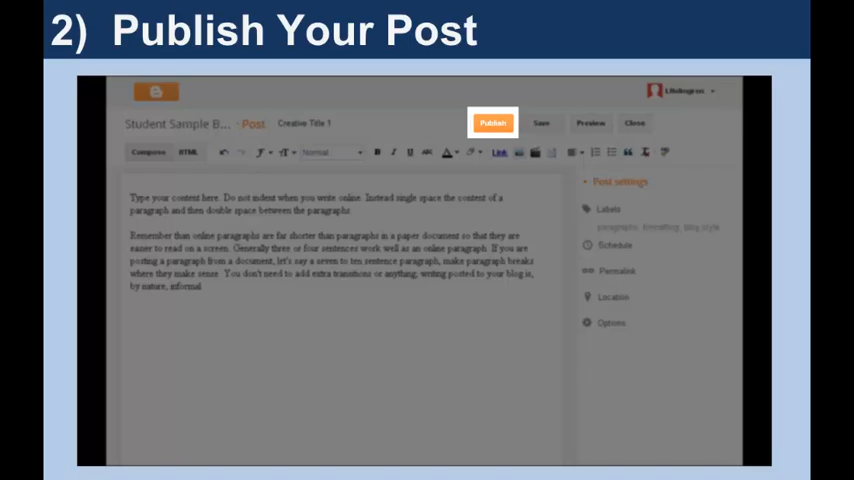 2) Publish Your Post
Student Sample B... · Post Creative Title 1 Publish Save Preview Close
Compose HTML Normal B I U ABC A Link
Type your content here. Do not indent when you write online. Instead single space the content of a
paragraph and then double space between the paragraphs
Remember than online paragraphs are far shorter than paragraphs in a paper document so that they are
easier to read on a screen. Generally three or four sentences work well as an online paragraph. If you are
posting a paragraph from a document, let's say a seven to ten sentence paragraph, make paragraph breaks
where they make sense. You don't need to add extra transitions or anything, writing posted to your blog is,
by nature, informal.
Post settings
Labels
paragraphs, formatting, blog style
Schedule
Permalink
Location
Options